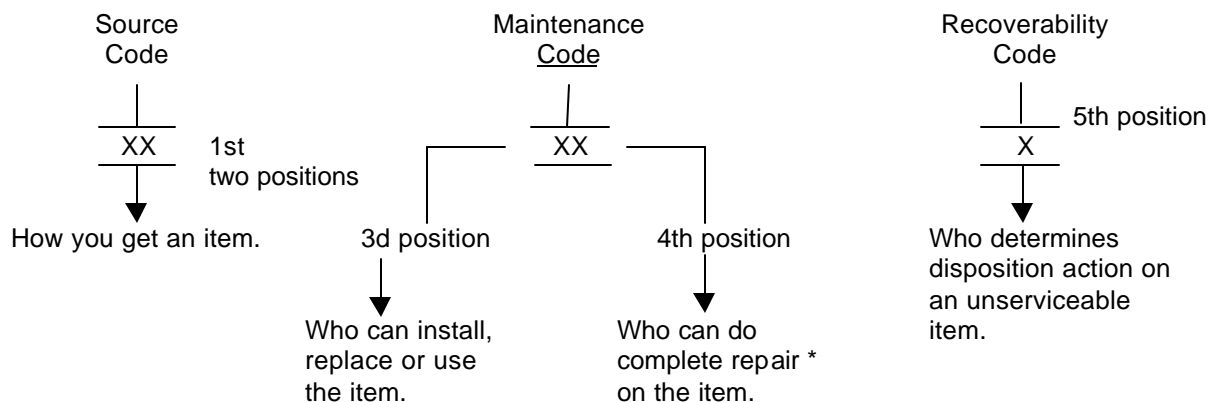 Source
Code
XX
1st
two positions
How you get an item.
Maintenance
Code
XX
3d position
4th position
Who can install,
replace or use
the item.
Who can do
complete repair *
on the item.
Recoverability
Code
5th position
X
Who determines
disposition action on
an unserviceable
item.